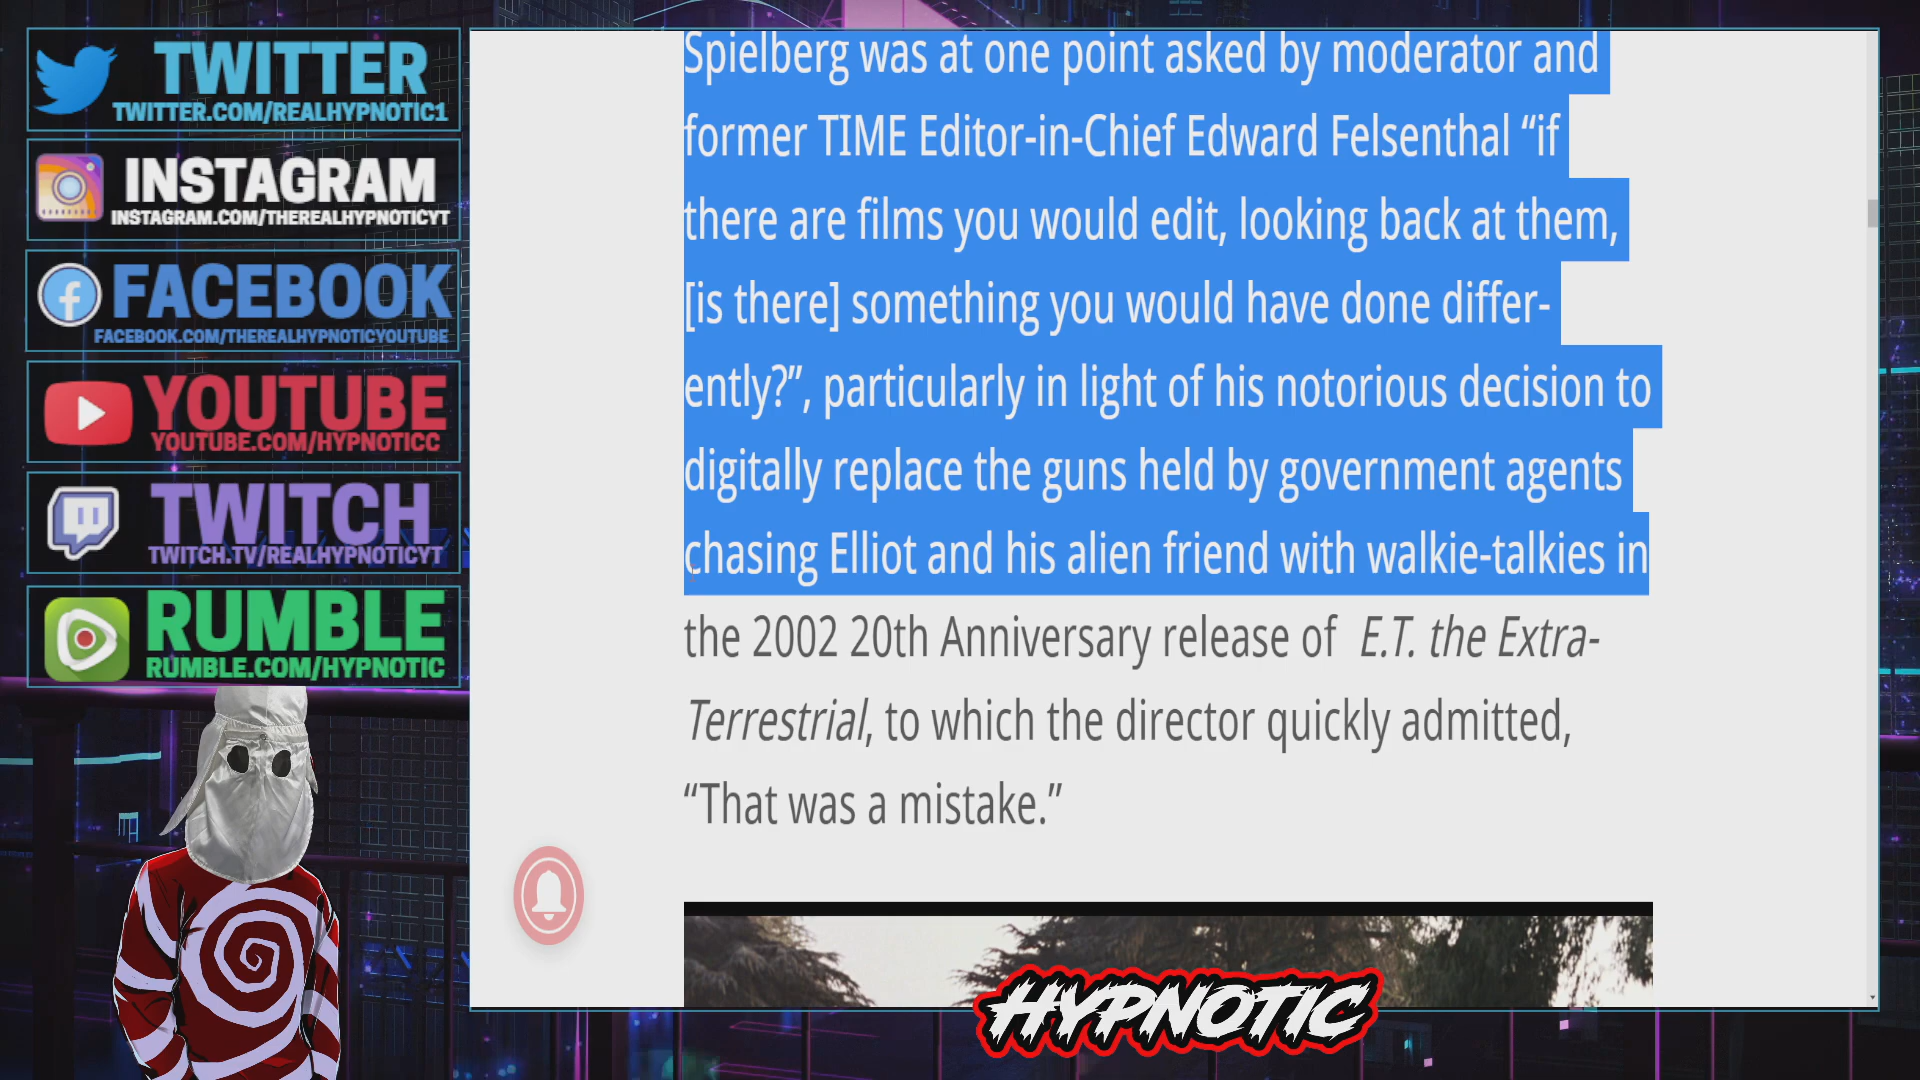 TWITTER
TWITTER.COM/REALHYPNOTIC1
INSTAGRAM
INSTAGRAM.COM/THEREALHYPNOTICYT
FACEBOOK
FACEBOOK.COM/THEREALHYPNOTICYOUTUBE
YOUTUBE
YOUTUBE.COM/HYPNOTICC
TWITCH
TWITCH.TV/REALHYPNOTICYT
RUMBLE
RUMBLE.COM/HYPNOTIC
Spielberg was at one point asked by moderator and
former TIME Editor-in-Chief Edward Felsenthal “if
there are films you would edit, looking back at them,
[is there] something you would have done differ-
ently?”, particularly in light of his notorious decision to
digitally replace the guns held by government agents
chasing Elliot and his alien friend with walkie-talkies in
the 2002 20th Anniversary release of E.T. the Extra-
Terrestrial, to which the director quickly admitted,
“That was a mistake.”
HYPNOTIC